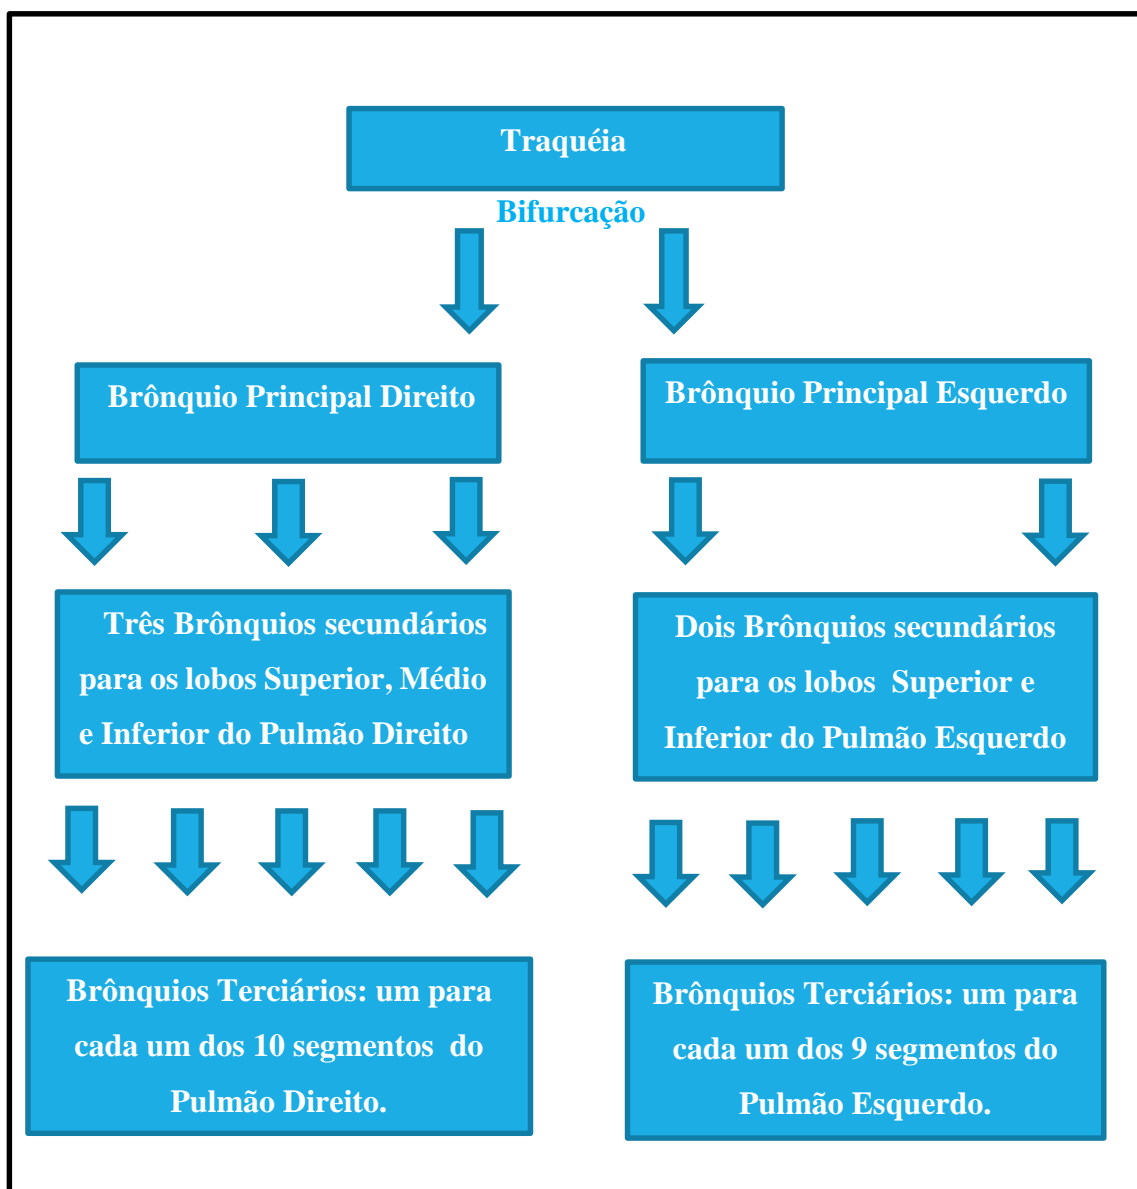 Traquéia
Bifurcação
Brônquio Principal Direito
Brônquio Principal Esquerdo
Três Brônquios secundários
para os lobos Superior, Médio
e Inferior do Pulmão Direito
Dois Brônquios secundários
para os lobos Superior e
Inferior do Pulmão Esquerdo
Brônquios Terciários: um para
cada um dos 10 segmentos do
Pulmão Direito.
Brônquios Terciários: um para
cada um dos 9 segmentos do
Pulmão Esquerdo.